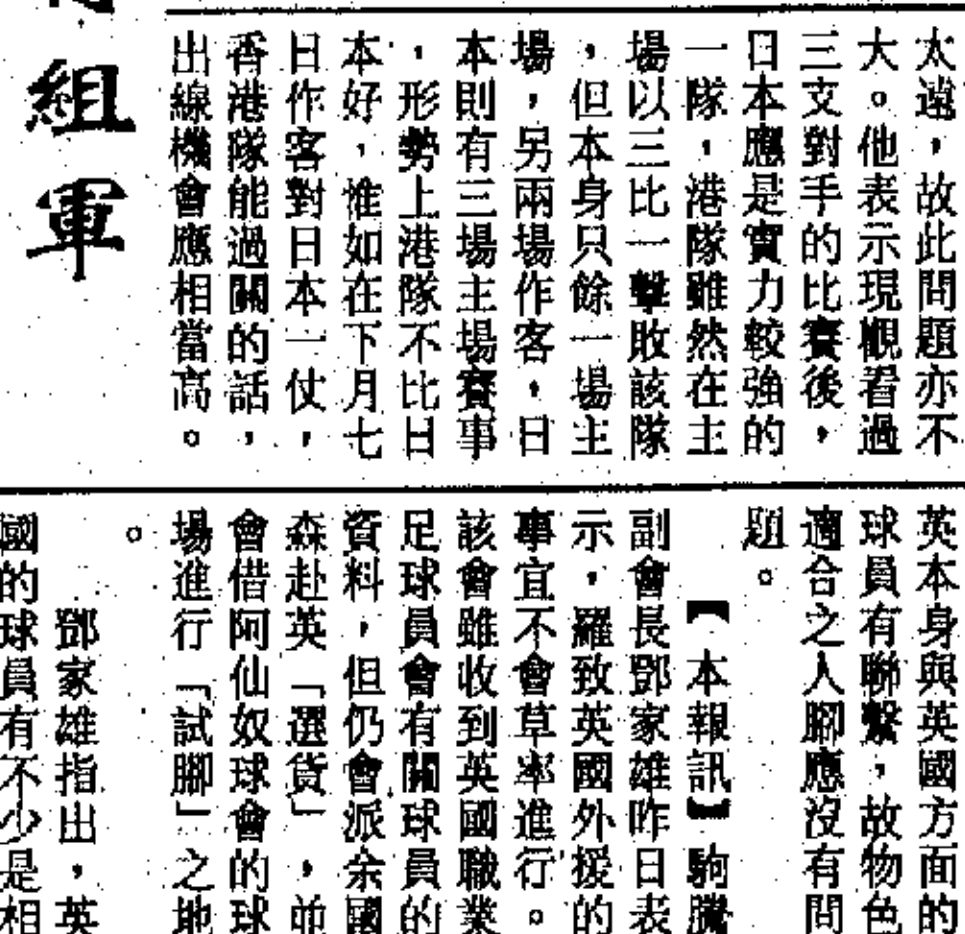 太遠，故此問題亦不
大。他表示現觀看過
三支對手的比賽後，
日本應是實力較強的
一隊，港隊雖然在主
場以三比一擊敗該隊
，但本身只餘一場主
場，另兩場作客，日
本則有三場主場賽事
，形勢上港隊不比日
本好，惟如在下月七
日作客對日本一仗，
香港隊能過關的話，
出線機會應相當高。
組軍
英本身與英國方面的
球員有聯繫，故物色
適合之人腳應沒有問
題。
【本報訊】駒騰
副會長鄧家雄昨日表
示，羅致英國外援的
事宜不會草率進行。
該會雖收到英國職業
足球員會有關球員的
資料，但仍會派余國
森赴英「選貨」，並
會借阿仙奴球會的球
場進行「試腳」之地
。
鄧家雄指出，英
國的球員有不少是相